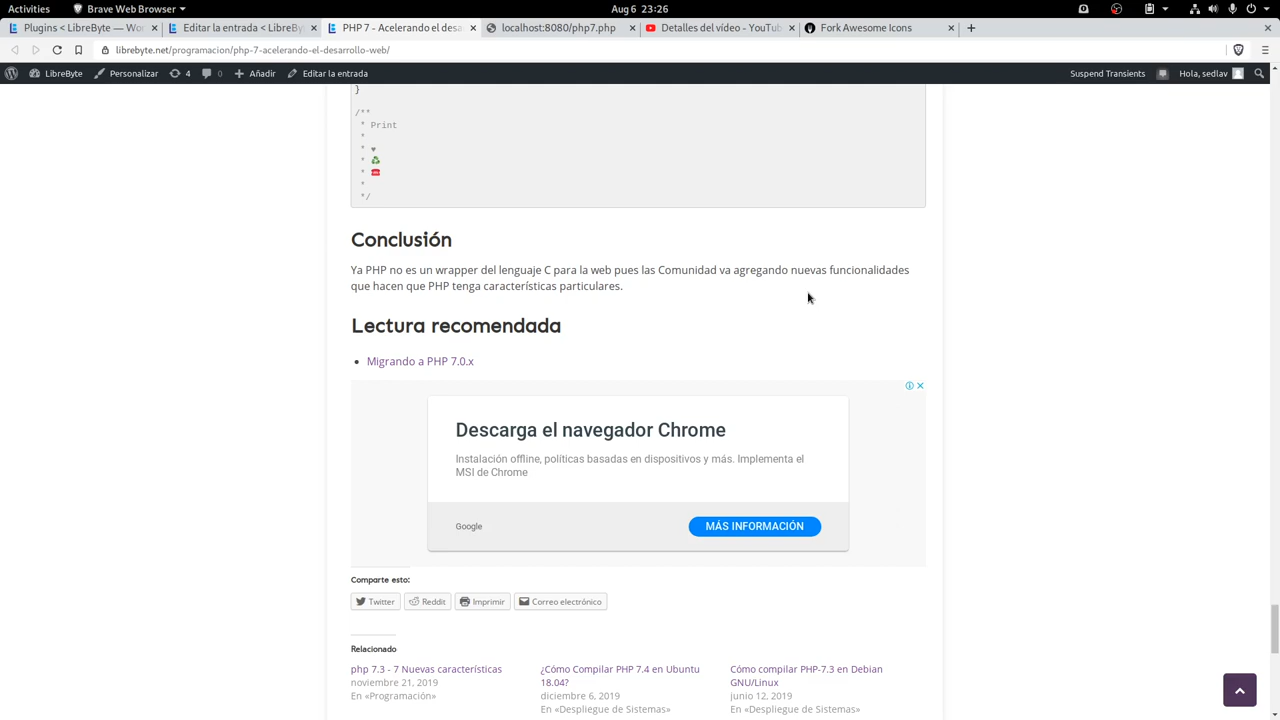 Activities
Brave Web Browser
Aug 6 23:26
Plugins < LibreByte — Wo
Editar la entrada < LibreByt
PHP 7 - Acelerando el desa
localhost:8080/php7.php
Detalles del vídeo - YouTub
Fork Awesome Icons
librebyte.net/programacion/php-7-acelerando-el-desarrollo-web/
LibreByte
Personalizar
4
0
Añadir
Editar la entrada
Suspend Transients
Hola, sedlav
}
/**
* Print
*
* ♥
* ♻
* ☎
*
*/
Conclusión
Ya PHP no es un wrapper del lenguaje C para la web pues las Comunidad va agregando nuevas funcionalidades
que hacen que PHP tenga características particulares.
Lectura recomendada
• Migrando a PHP 7.0.x
Descarga el navegador Chrome
Instalación offline, políticas basadas en dispositivos y más. Implementa el
MSI de Chrome
Google
MÁS INFORMACIÓN
Comparte esto:
Twitter
Reddit
Imprimir
Correo electrónico
Relacionado
php 7.3 - 7 Nuevas características
noviembre 21, 2019
En «Programación»
¿Cómo Compilar PHP 7.4 en Ubuntu
18.04?
diciembre 6, 2019
En «Despliegue de Sistemas»
Cómo compilar PHP-7.3 en Debian
GNU/Linux
junio 12, 2019
En «Despliegue de Sistemas»